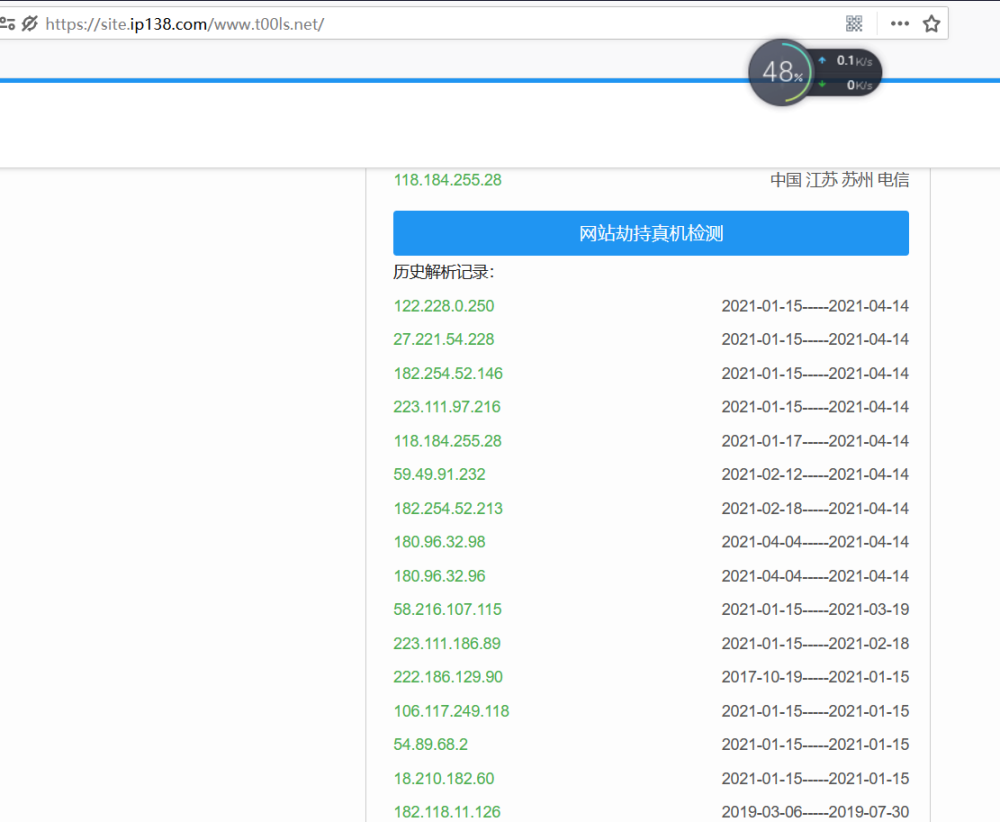 https://site.ip138.com/www.t00ls.net/
48%
0.1K/s
0K/s
118.184.255.28 中国 江苏 苏州 电信
网站劫持真机检测
历史解析记录:
122.228.0.250 2021-01-15-----2021-04-14
27.221.54.228 2021-01-15-----2021-04-14
182.254.52.146 2021-01-15-----2021-04-14
223.111.97.216 2021-01-15-----2021-04-14
118.184.255.28 2021-01-17-----2021-04-14
59.49.91.232 2021-02-12-----2021-04-14
182.254.52.213 2021-02-18-----2021-04-14
180.96.32.98 2021-04-04-----2021-04-14
180.96.32.96 2021-04-04-----2021-04-14
58.216.107.115 2021-01-15-----2021-03-19
223.111.186.89 2021-01-15-----2021-02-18
222.186.129.90 2017-10-19-----2021-01-15
106.117.249.118 2021-01-15-----2021-01-15
54.89.68.2 2021-01-15-----2021-01-15
18.210.182.60 2021-01-15-----2021-01-15
182.118.11.126 2019-03-06-----2019-07-30